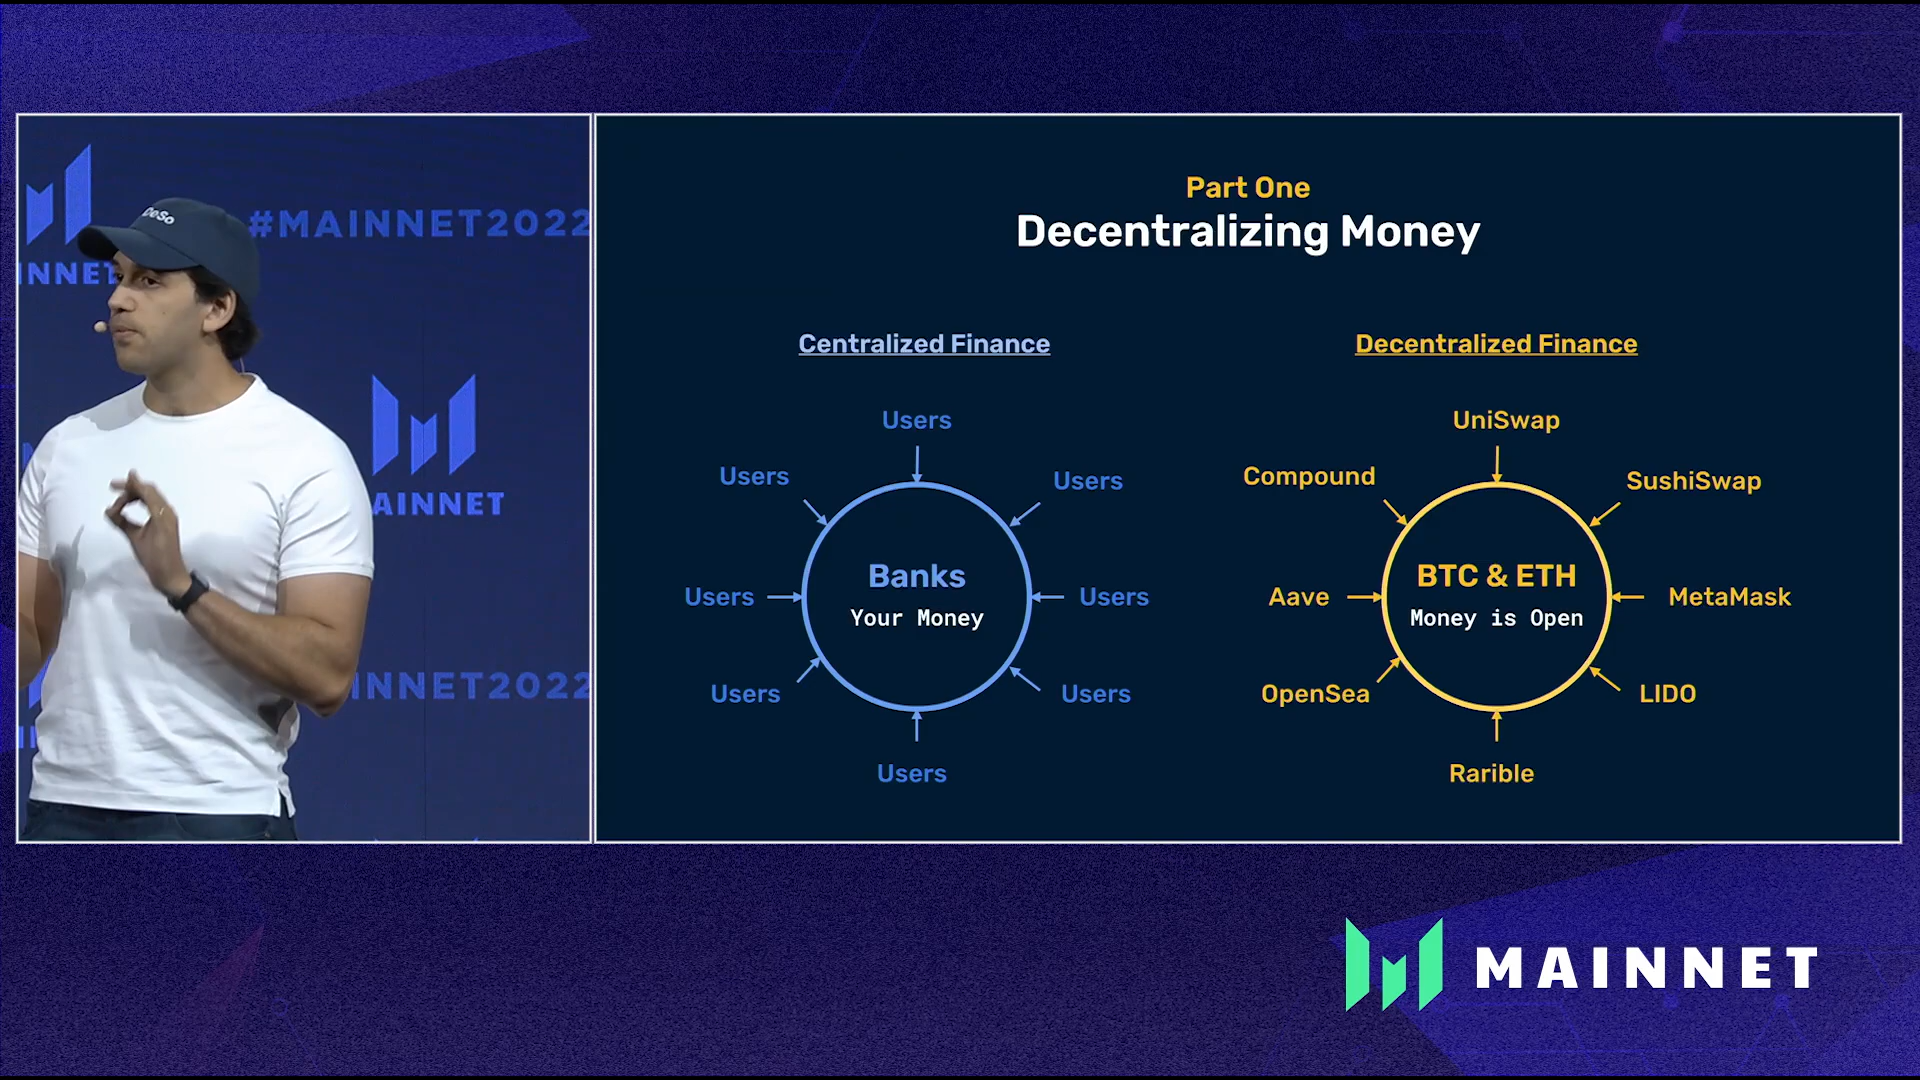 DeSo
#MAINNET2022
INNET
AINNET
INNET2022
Part One
Decentralizing Money
Centralized Finance
Users
Users
Users
Users
Users
Users
Users
Users
Banks
Your Money
Decentralized Finance
UniSwap
Compound
SushiSwap
Aave
MetaMask
OpenSea
LIDO
Rarible
BTC & ETH
Money is Open
MAINNET